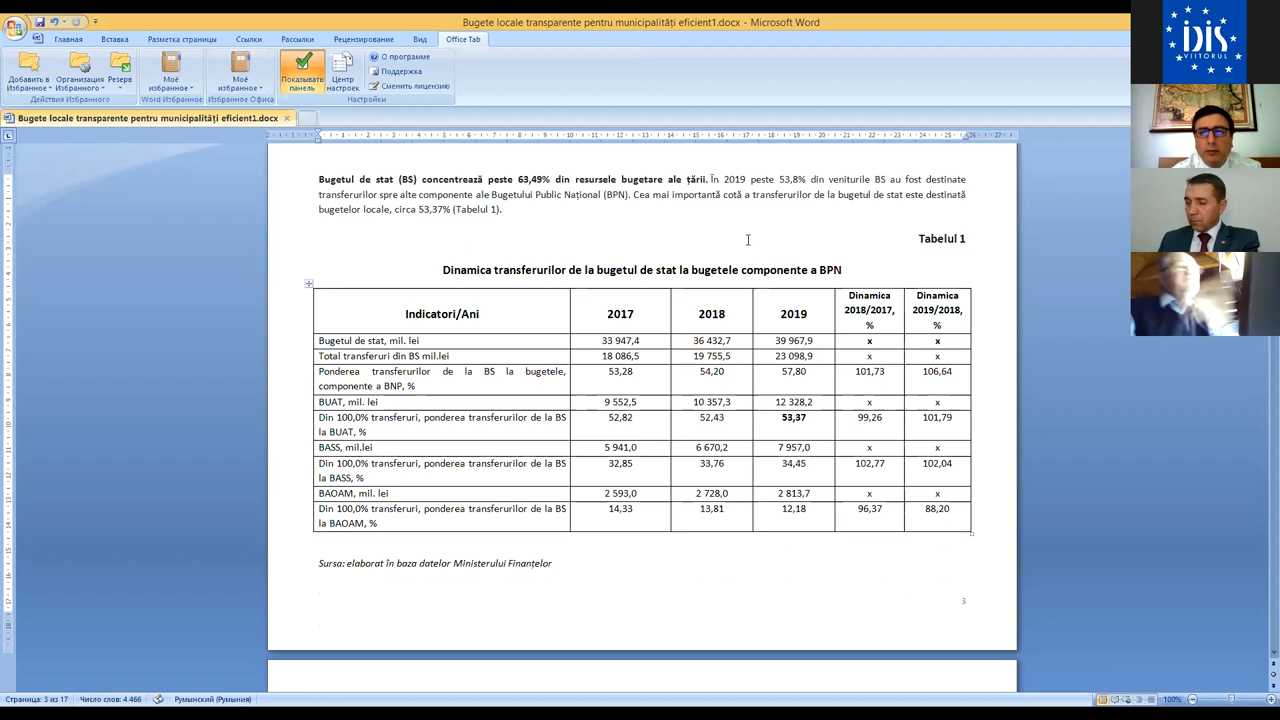 Bugete locale transparente pentru municipalități eficient1.docx - Microsoft Word
Главная Вставка Разметка страницы Ссылки Рассылки Рецензирование Вид Office Tab
Добавить в Избранное
Организация Избранного
Резерв
Действия Избранного
Моё избранное
Word Избранное
Моё избранное
Избранное Офиса
Показывать панель
Центр настроек
О программе
Поддержка
Сменить лицензию
Настройки
Bugete locale transparente pentru municipalități eficient1.docx
Bugetul de stat (BS) concentrează peste 63,49% din resursele bugetare ale țării. În 2019 peste 53,8% din veniturile BS au fost destinate
transferurilor spre alte componente ale Bugetului Public Național (BPN). Cea mai importantă cotă a transferurilor de la bugetul de stat este destinată
bugetelor locale, circa 53,37% (Tabelul 1).
Tabelul 1
Dinamica transferurilor de la bugetul de stat la bugetele componente a BPN
Indicatori/Ani 2017 2018 2019 Dinamica 2018/2017, % Dinamica 2019/2018, %
Bugetul de stat, mil. lei 33 947,4 36 432,7 39 967,9 x x
Total transferuri din BS mil.lei 18 086,5 19 755,5 23 098,9 x x
Ponderea transferurilor de la BS la bugetele, 53,28 54,20 57,80 101,73 106,64
componente a BNP, %
BUAT, mil. lei 9 552,5 10 357,3 12 328,2 x x
Din 100,0% transferuri, ponderea transferurilor de la BS 52,82 52,43 53,37 99,26 101,79
la BUAT, %
BASS, mil.lei 5 941,0 6 670,2 7 957,0 x x
Din 100,0% transferuri, ponderea transferurilor de la BS 32,85 33,76 34,45 102,77 102,04
la BASS, %
BAOAM, mil. lei 2 593,0 2 728,0 2 813,7 x x
Din 100,0% transferuri, ponderea transferurilor de la BS 14,33 13,81 12,18 96,37 88,20
la BAOAM, %
Sursa: elaborat în baza datelor Ministerului Finanțelor
3
Страница: 3 из 17 Число слов: 4 466 Румынский (Румыния) 100%
IDIS
VIITORUL